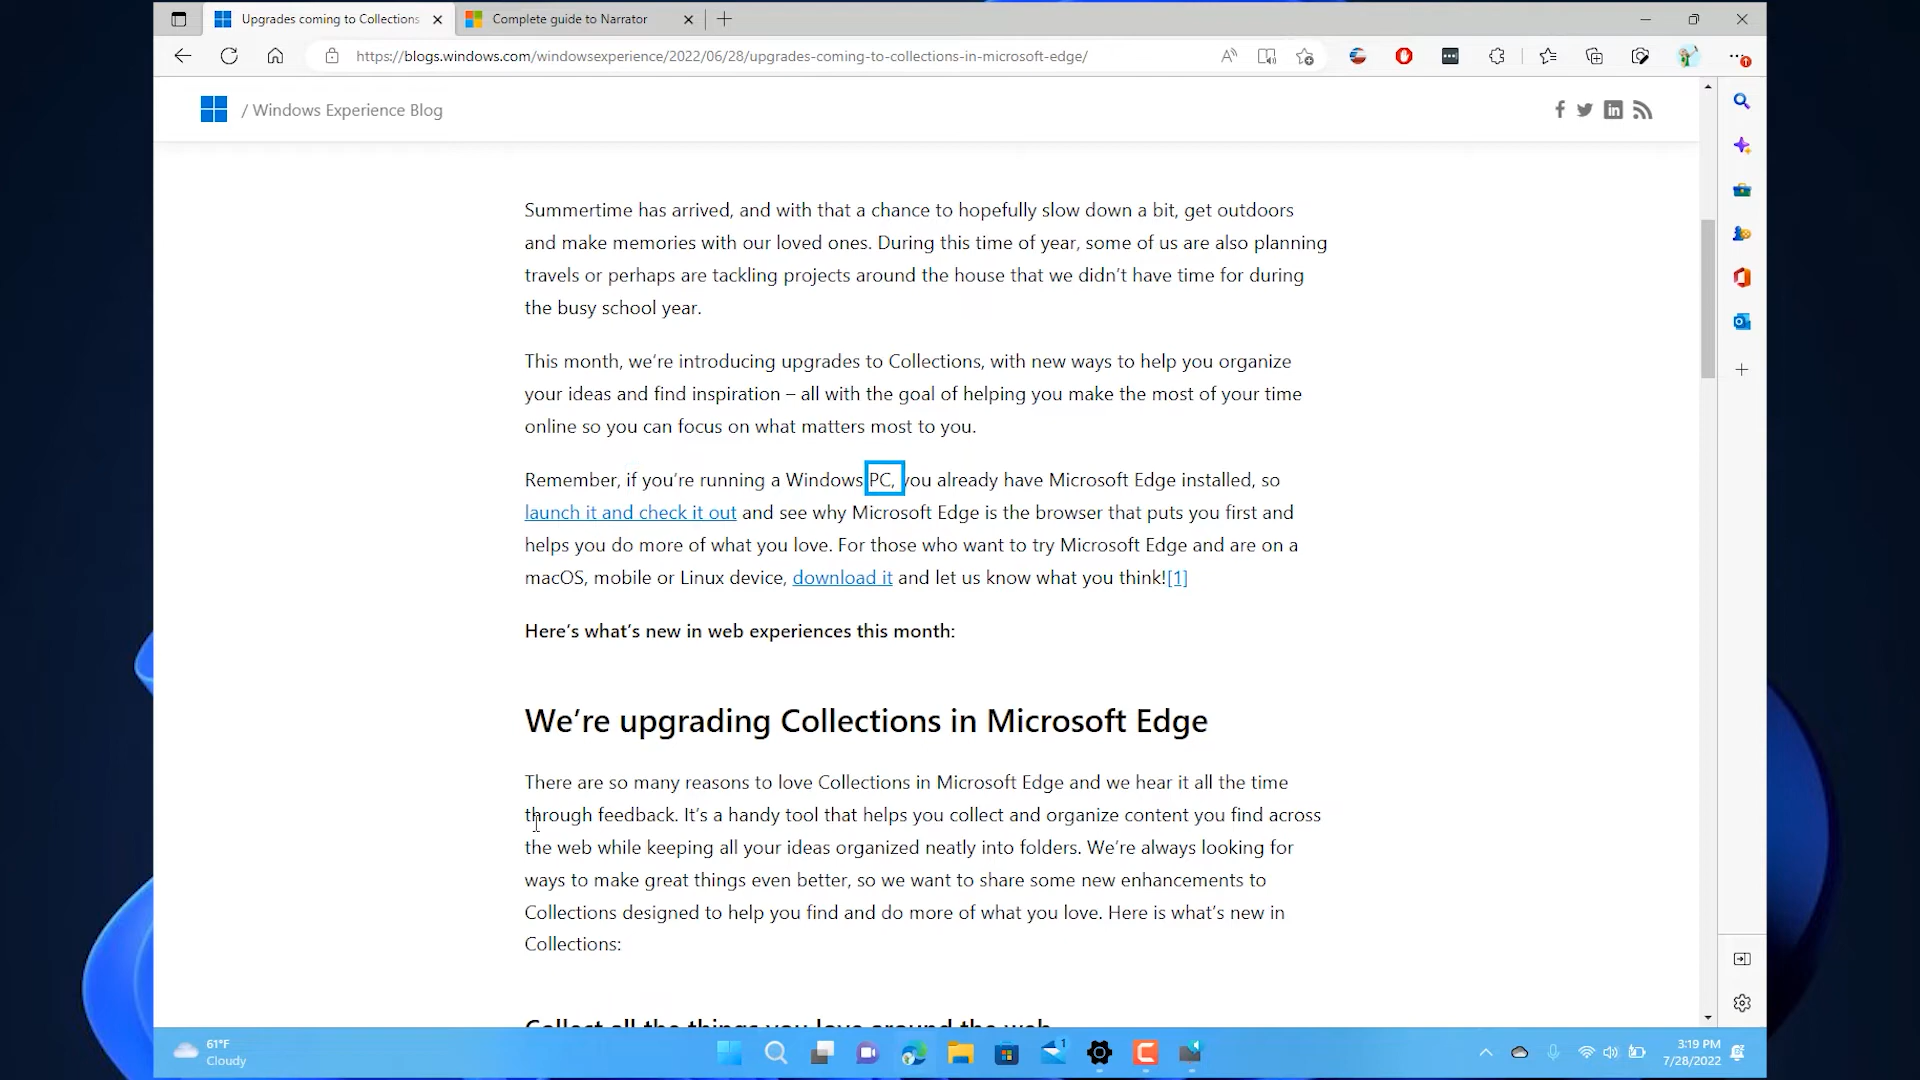 Upgrades coming to Collections
Complete guide to Narrator
https://blogs.windows.com/windowsexperience/2022/06/28/upgrades-coming-to-collections-in-microsoft-edge/
/ Windows Experience Blog
Summertime has arrived, and with that a chance to hopefully slow down a bit, get outdoors
and make memories with our loved ones. During this time of year, some of us are also planning
travels or perhaps are tackling projects around the house that we didn’t have time for during
the busy school year.
This month, we’re introducing upgrades to Collections, with new ways to help you organize
your ideas and find inspiration – all with the goal of helping you make the most of your time
online so you can focus on what matters most to you.
Remember, if you’re running a Windows PC, you already have Microsoft Edge installed, so
launch it and check it out and see why Microsoft Edge is the browser that puts you first and
helps you do more of what you love. For those who want to try Microsoft Edge and are on a
macOS, mobile or Linux device, download it and let us know what you think![1]
Here’s what’s new in web experiences this month:
We’re upgrading Collections in Microsoft Edge
There are so many reasons to love Collections in Microsoft Edge and we hear it all the time
through feedback. It’s a handy tool that helps you collect and organize content you find across
the web while keeping all your ideas organized neatly into folders. We’re always looking for
ways to make great things even better, so we want to share some new enhancements to
Collections designed to help you find and do more of what you love. Here is what’s new in
Collections:
Collect all the things you love around the web
61°F
Cloudy
1
3:19 PM
7/28/2022